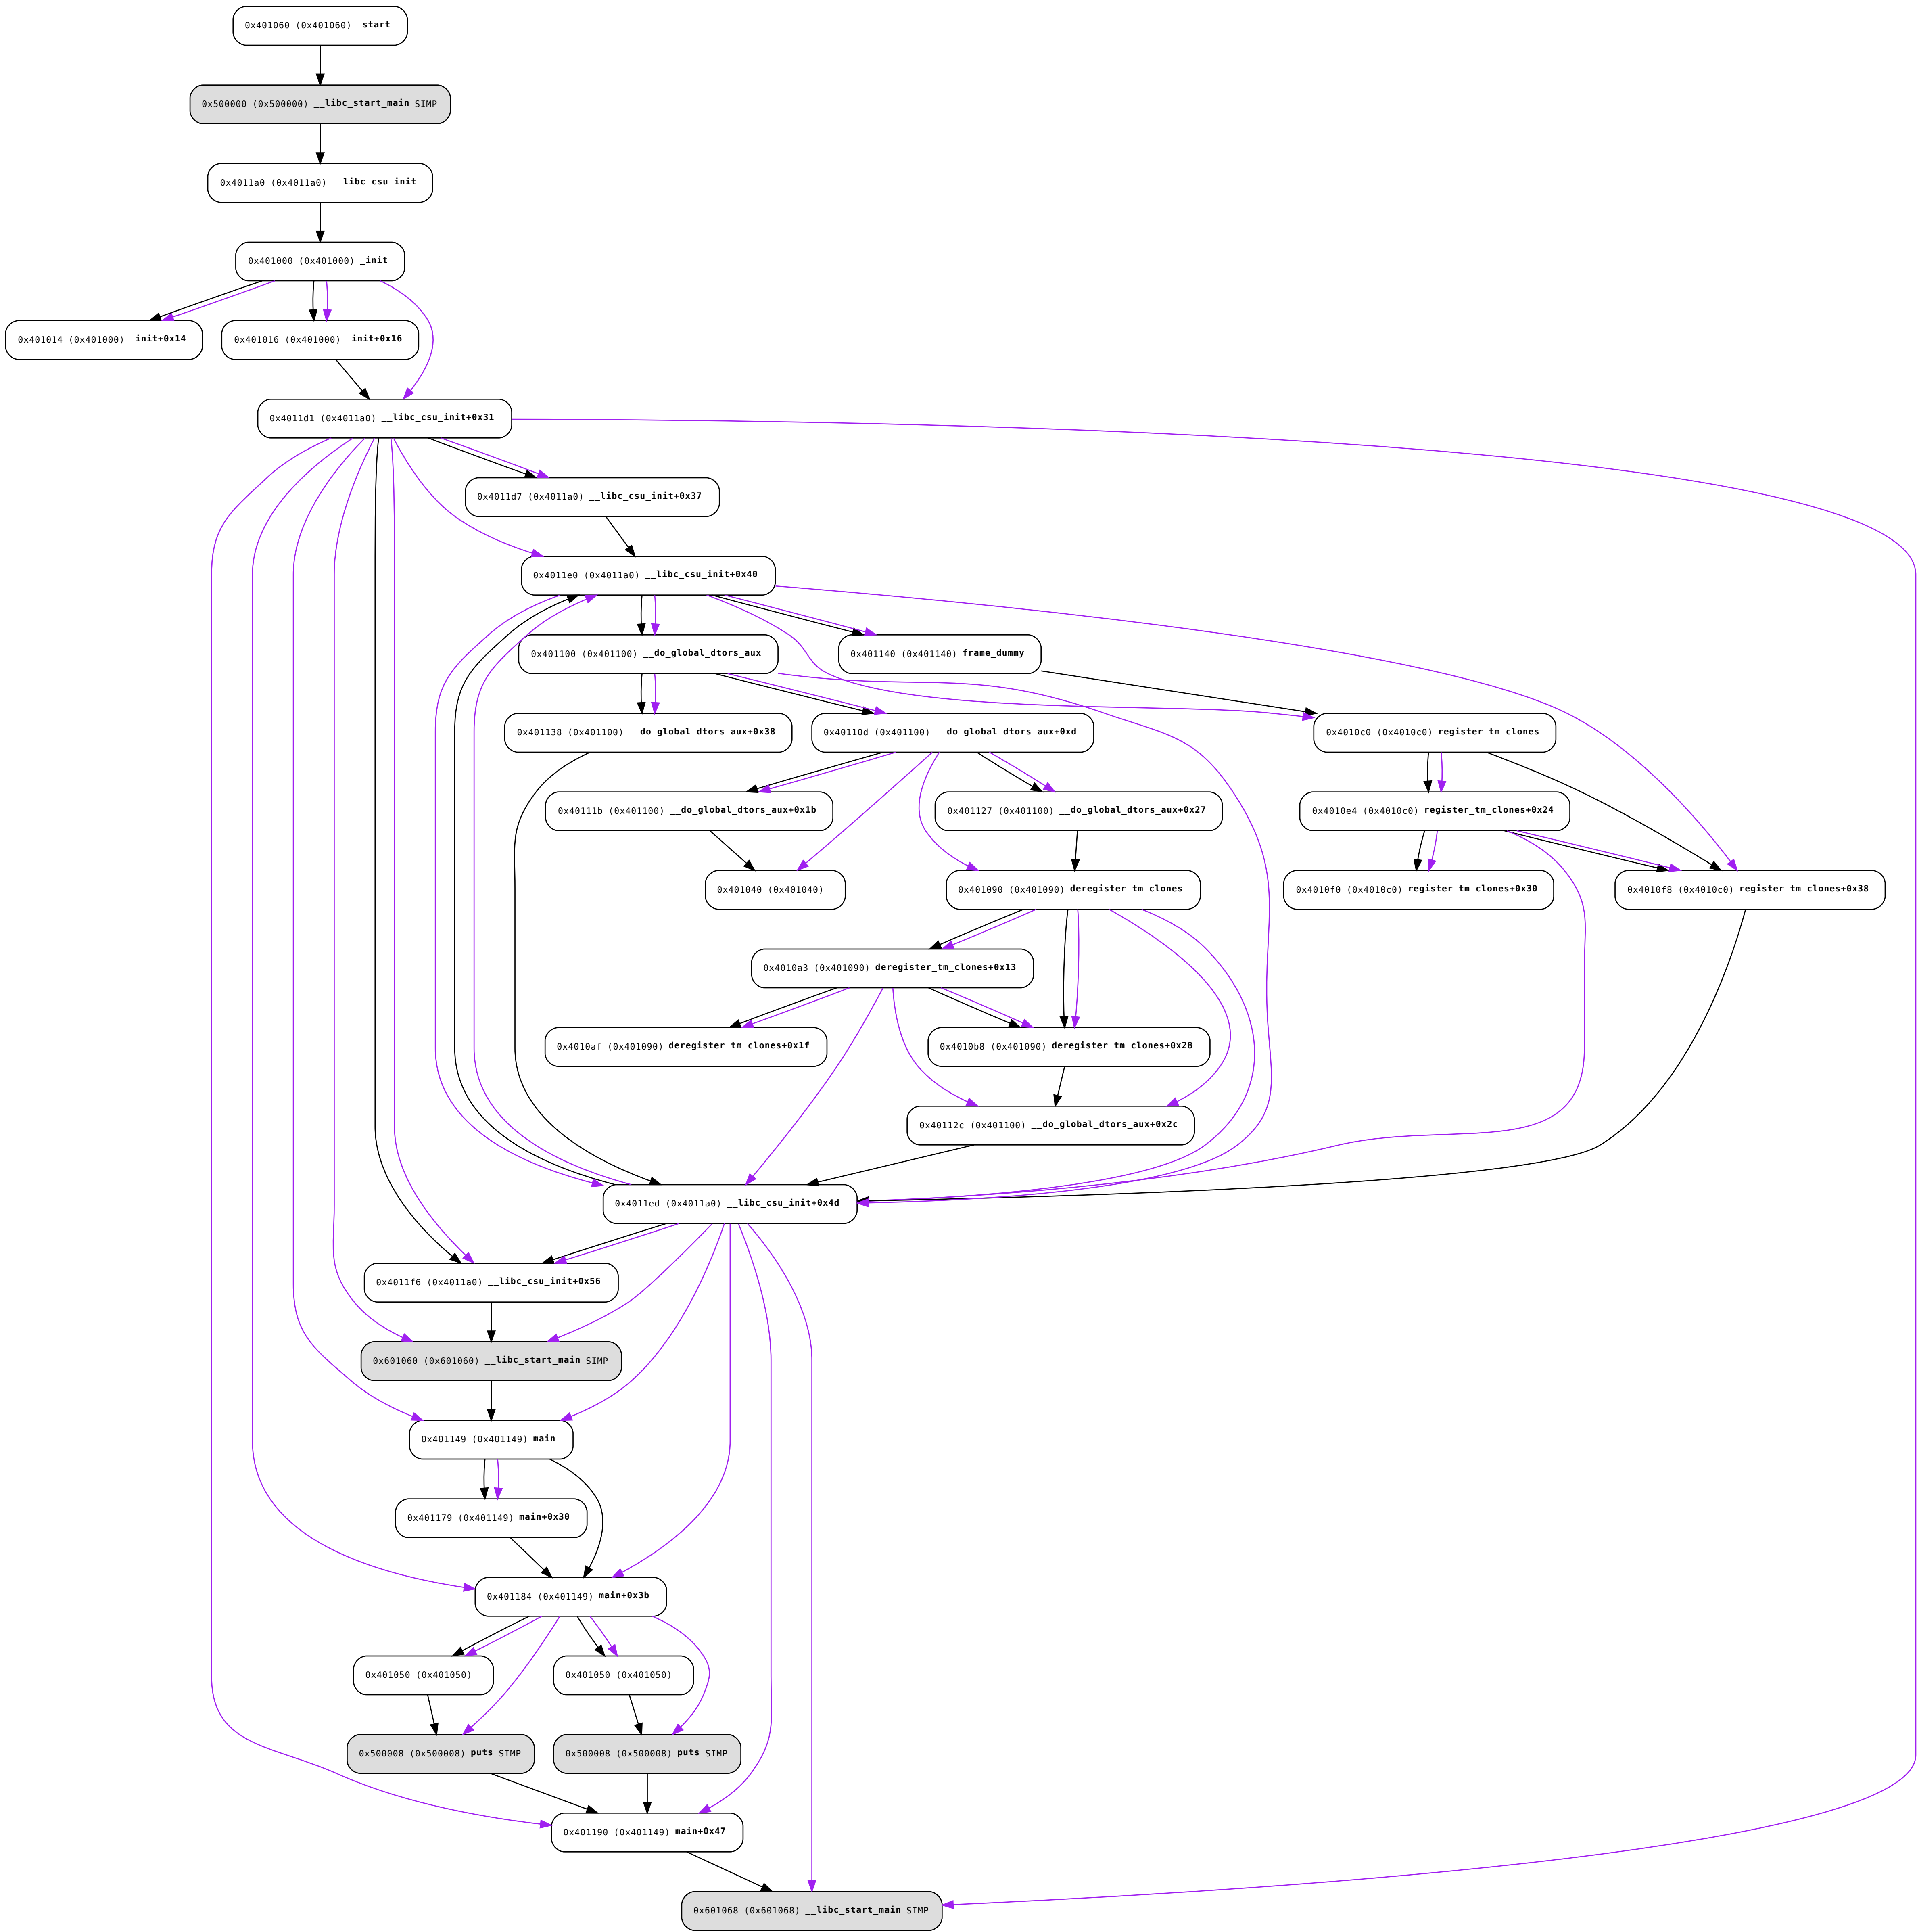 0x401060 (0x401060) _start
0x500000 (0x500000) __libc_start_main SIMP
0x4011a0 (0x4011a0) __libc_csu_init
0x401000 (0x401000) _init
0x401014 (0x401000) _init+0x14
0x401016 (0x401000) _init+0x16
0x4011d1 (0x4011a0) __libc_csu_init+0x31
0x4011d7 (0x4011a0) __libc_csu_init+0x37
0x4011e0 (0x4011a0) __libc_csu_init+0x40
0x401100 (0x401100) __do_global_dtors_aux
0x401140 (0x401140) frame_dummy
0x401138 (0x401100) __do_global_dtors_aux+0x38
0x40110d (0x401100) __do_global_dtors_aux+0xd
0x4010c0 (0x4010c0) register_tm_clones
0x40111b (0x401100) __do_global_dtors_aux+0x1b
0x401127 (0x401100) __do_global_dtors_aux+0x27
0x4010e4 (0x4010c0) register_tm_clones+0x24
0x401040 (0x401040)
0x401090 (0x401090) deregister_tm_clones
0x4010f0 (0x4010c0) register_tm_clones+0x30
0x4010f8 (0x4010c0) register_tm_clones+0x38
0x4010a3 (0x401090) deregister_tm_clones+0x13
0x4010af (0x401090) deregister_tm_clones+0x1f
0x4010b8 (0x401090) deregister_tm_clones+0x28
0x40112c (0x401100) __do_global_dtors_aux+0x2c
0x4011ed (0x4011a0) __libc_csu_init+0x4d
0x4011f6 (0x4011a0) __libc_csu_init+0x56
0x601060 (0x601060) __libc_start_main SIMP
0x401149 (0x401149) main
0x401179 (0x401149) main+0x30
0x401184 (0x401149) main+0x3b
0x401050 (0x401050)
0x401050 (0x401050)
0x500008 (0x500008) puts SIMP
0x500008 (0x500008) puts SIMP
0x401190 (0x401149) main+0x47
0x601068 (0x601068) __libc_start_main SIMP